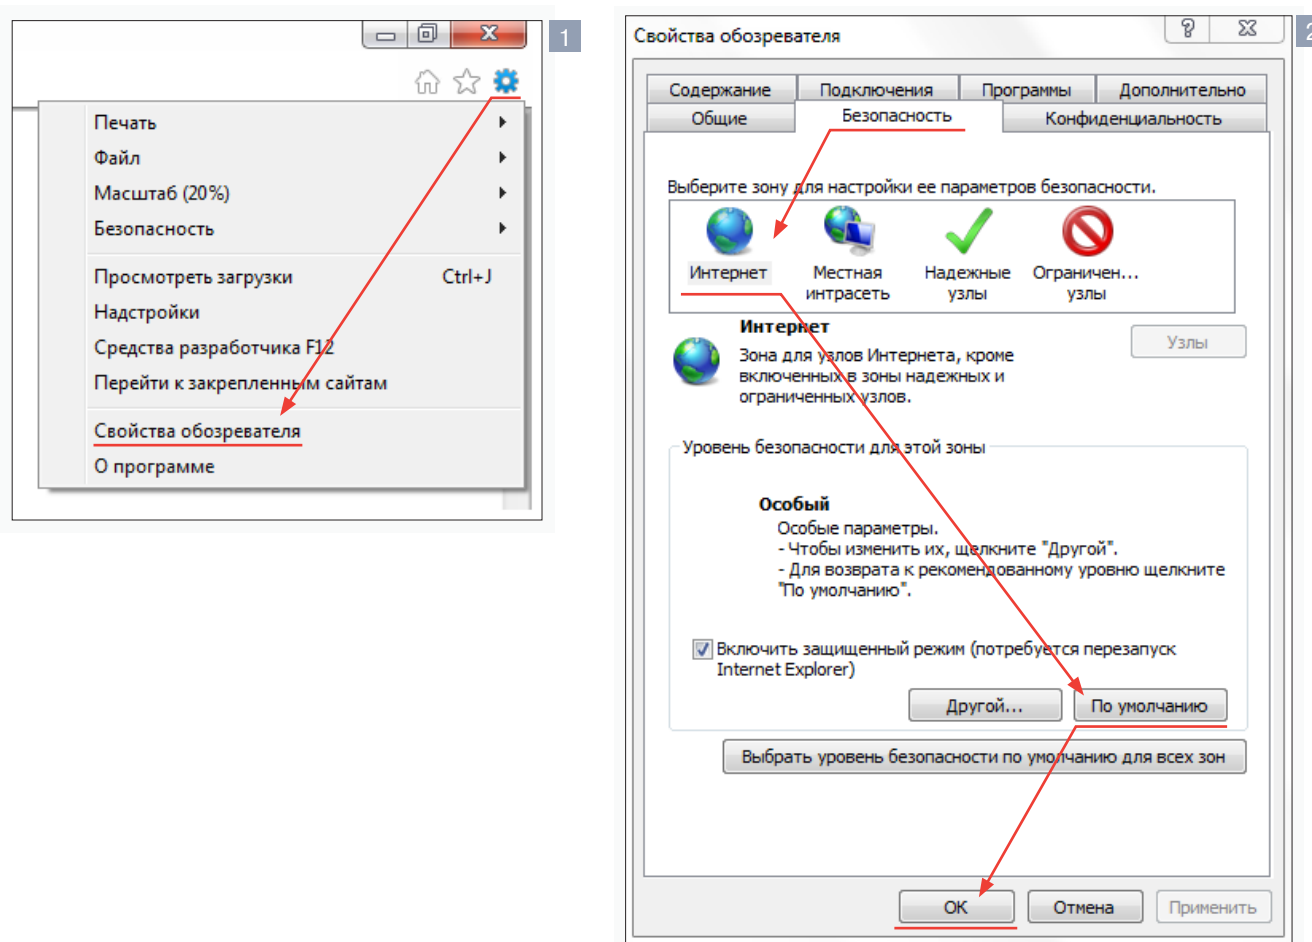 1
Печать
Файл
Масштаб (20%)
Безопасность
Просмотреть загрузки Ctrl+J
Надстройки
Средства разработчика F12
Перейти к закрепленным сайтам
Свойства обозревателя
О программе
2
Свойства обозревателя
Содержание Подключения Программы Дополнительно
Общие Безопасность Конфиденциальность
Выберите зону для настройки ее параметров безопасности.
Интернет Местная Надежные Ограничен...
интрасеть узлы узлы
Интернет
Узлы
Зона для узлов Интернета, кроме
включенных в зоны надежных и
ограниченных узлов.
Уровень безопасности для этой зоны
Особый
Особые параметры.
- Чтобы изменить их, щелкните "Другой".
- Для возврата к рекомендованному уровню щелкните
"По умолчанию".
Включить защищенный режим (потребуется перезапуск
Internet Explorer)
Другой... По умолчанию
Выбрать уровень безопасности по умолчанию для всех зон
ОК Отмена Применить